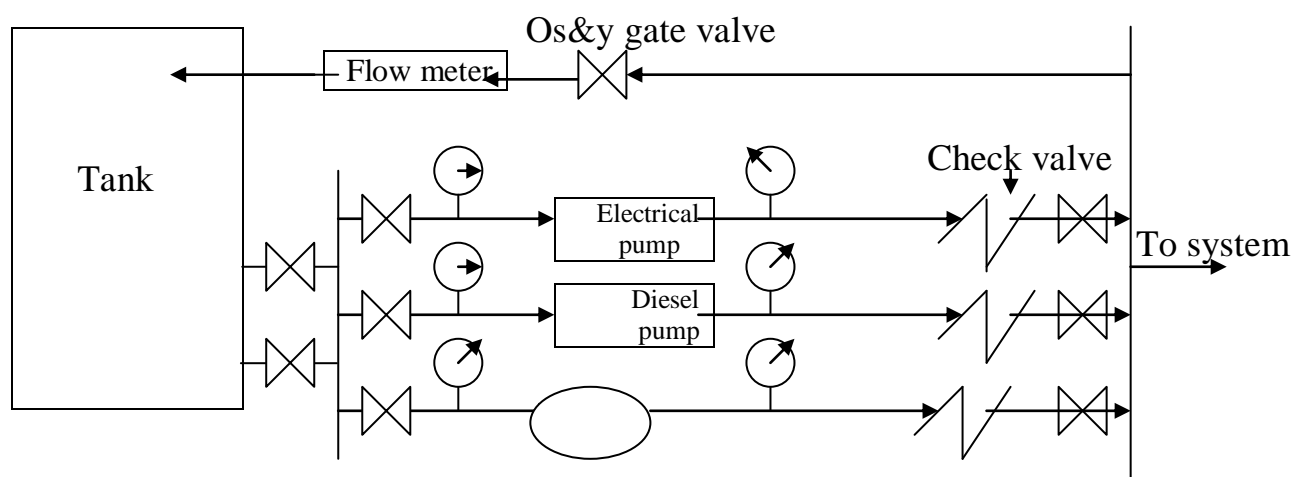 Os&y gate valve
Flow meter
Tank
Check valve
Electrical
pump
To system
Diesel
pump